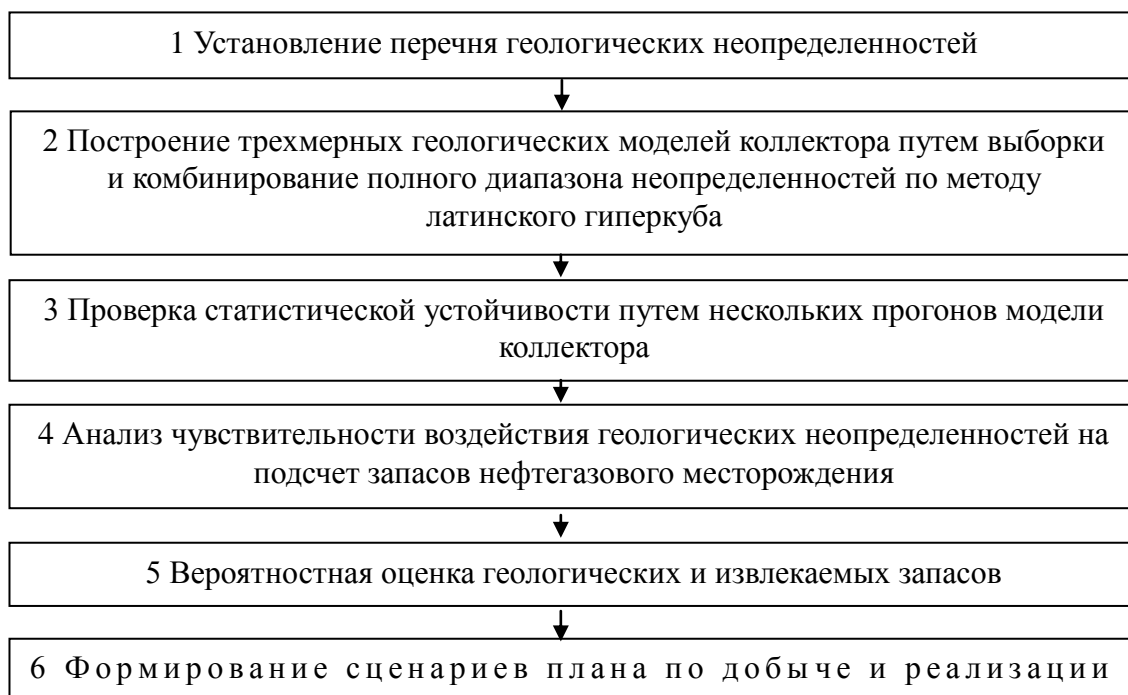 1 Установление перечня геологических неопределенностей
2 Построение трехмерных геологических моделей коллектора путем выборки
и комбинирование полного диапазона неопределенностей по методу
латинского гиперкуба
3 Проверка статистической устойчивости путем нескольких прогонов модели
коллектора
4 Анализ чувствительности воздействия геологических неопределенностей на
подсчет запасов нефтегазового месторождения
5 Вероятностная оценка геологических и извлекаемых запасов
6 Формирование сценариев плана по добыче и реализации